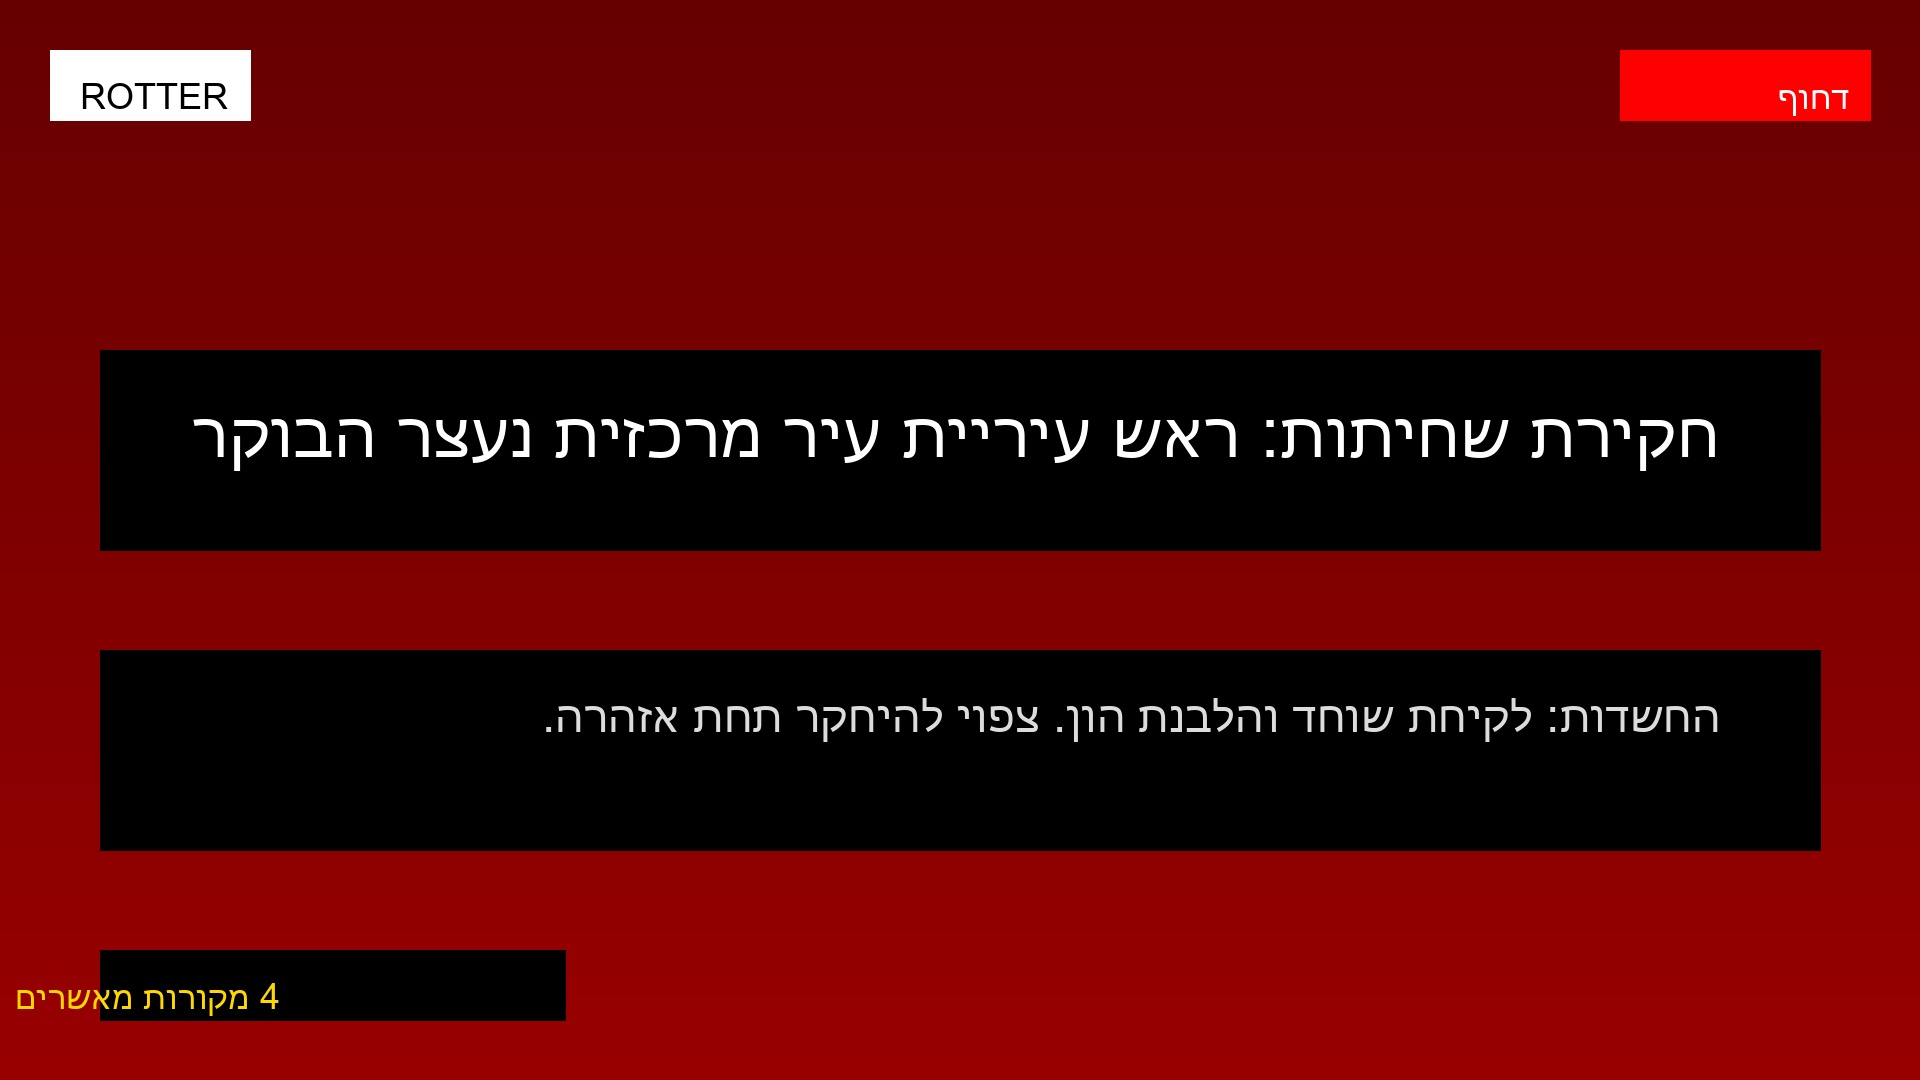 ROTTER
דחוף
חקירת שחיתות: ראש עיריית עיר מרכזית נעצר הבוקר
החשדות: לקיחת שוחד והלבנת הון. צפוי להיחקר תחת אזהרה.
4 מקורות מאשרים